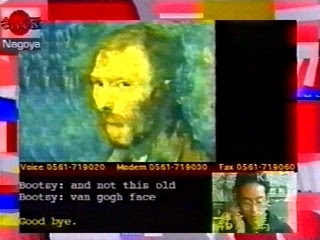 Nagoya
Voice 0561-719020 Modem 0561-719030 Fax 0561-719060
Bootsy: and not this old
Bootsy: van gogh face
Good bye.